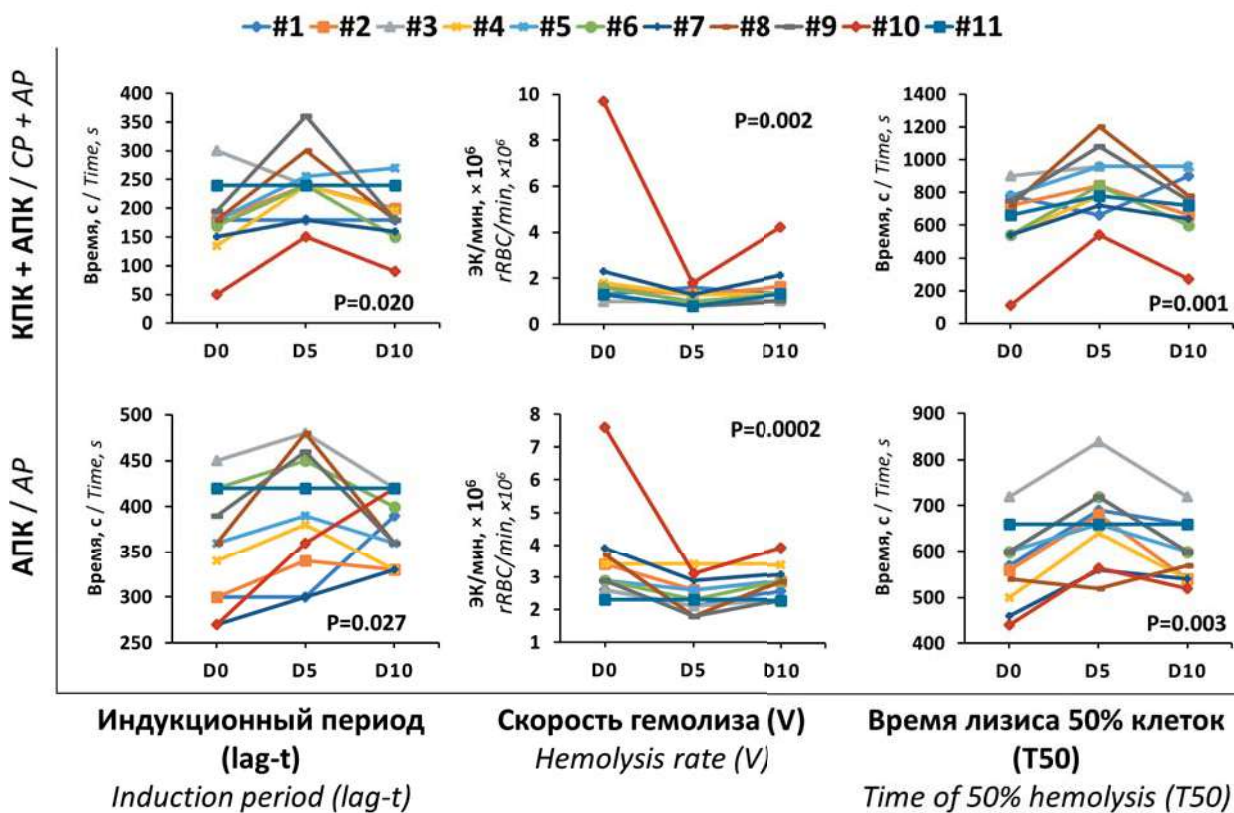 #1 #2 #3 #4 #5 #6 #7 #8 #9 #10 #11
КПК + АПК / CP + AP
Время, с / Time, s
400
350
300
250
200
150
100
50
0
P=0.020
D0 D5 D10
ЭК/мин, × 10⁶
rRBC/min, ×10⁶
10
8
6
4
2
0
P=0.002
D0 D5 D10
Время, с / Time, s
1400
1200
1000
800
600
400
200
0
P=0.001
D0 D5 D10
АПК / AP
Время, с / Time, s
500
450
400
350
300
250
P=0.027
D0 D5 D10
ЭК/мин, × 10⁶
rRBC/min, ×10⁶
8
7
6
5
4
3
2
1
P=0.0002
D0 D5 D10
Время, с / Time, s
900
800
700
600
500
400
P=0.003
D0 D5 D10
Индукционный период
(lag-t)
Induction period (lag-t)
Скорость гемолиза (V)
Hemolysis rate (V)
Время лизиса 50% клеток
(T50)
Time of 50% hemolysis (T50)